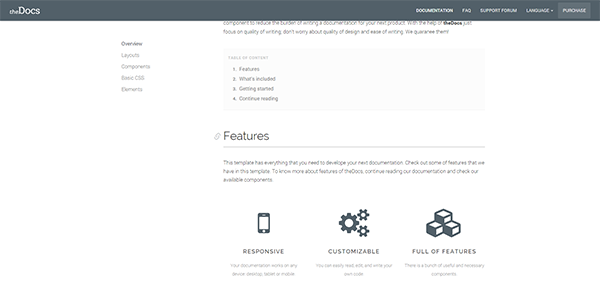 theDocs
DOCUMENTATION
FAQ
SUPPORT FORUM
LANGUAGE
PURCHASE
Overview
Layouts
Components
Basic CSS
Elements
component to reduce the burden of writing a documentation for your next product. With the help of theDocs just
focus on quality of writing, don't worry about quality of design and ease of writing. We guaranee them!
TABLE OF CONTENT
1. Features
2. What's included
3. Getting started
4. Continue reading
Features
This template has everything that you need to develope your next documentation. Check out some of features that we
have in this template. To know more about features of theDocs, continue reading our documentation and check our
available components.
RESPONSIVE
Your documentation works on any
device: desktop, tablet or mobile.
CUSTOMIZABLE
You can easily read, edit, and write your
own code.
FULL OF FEATURES
There is a bunch of useful and necessary
components.